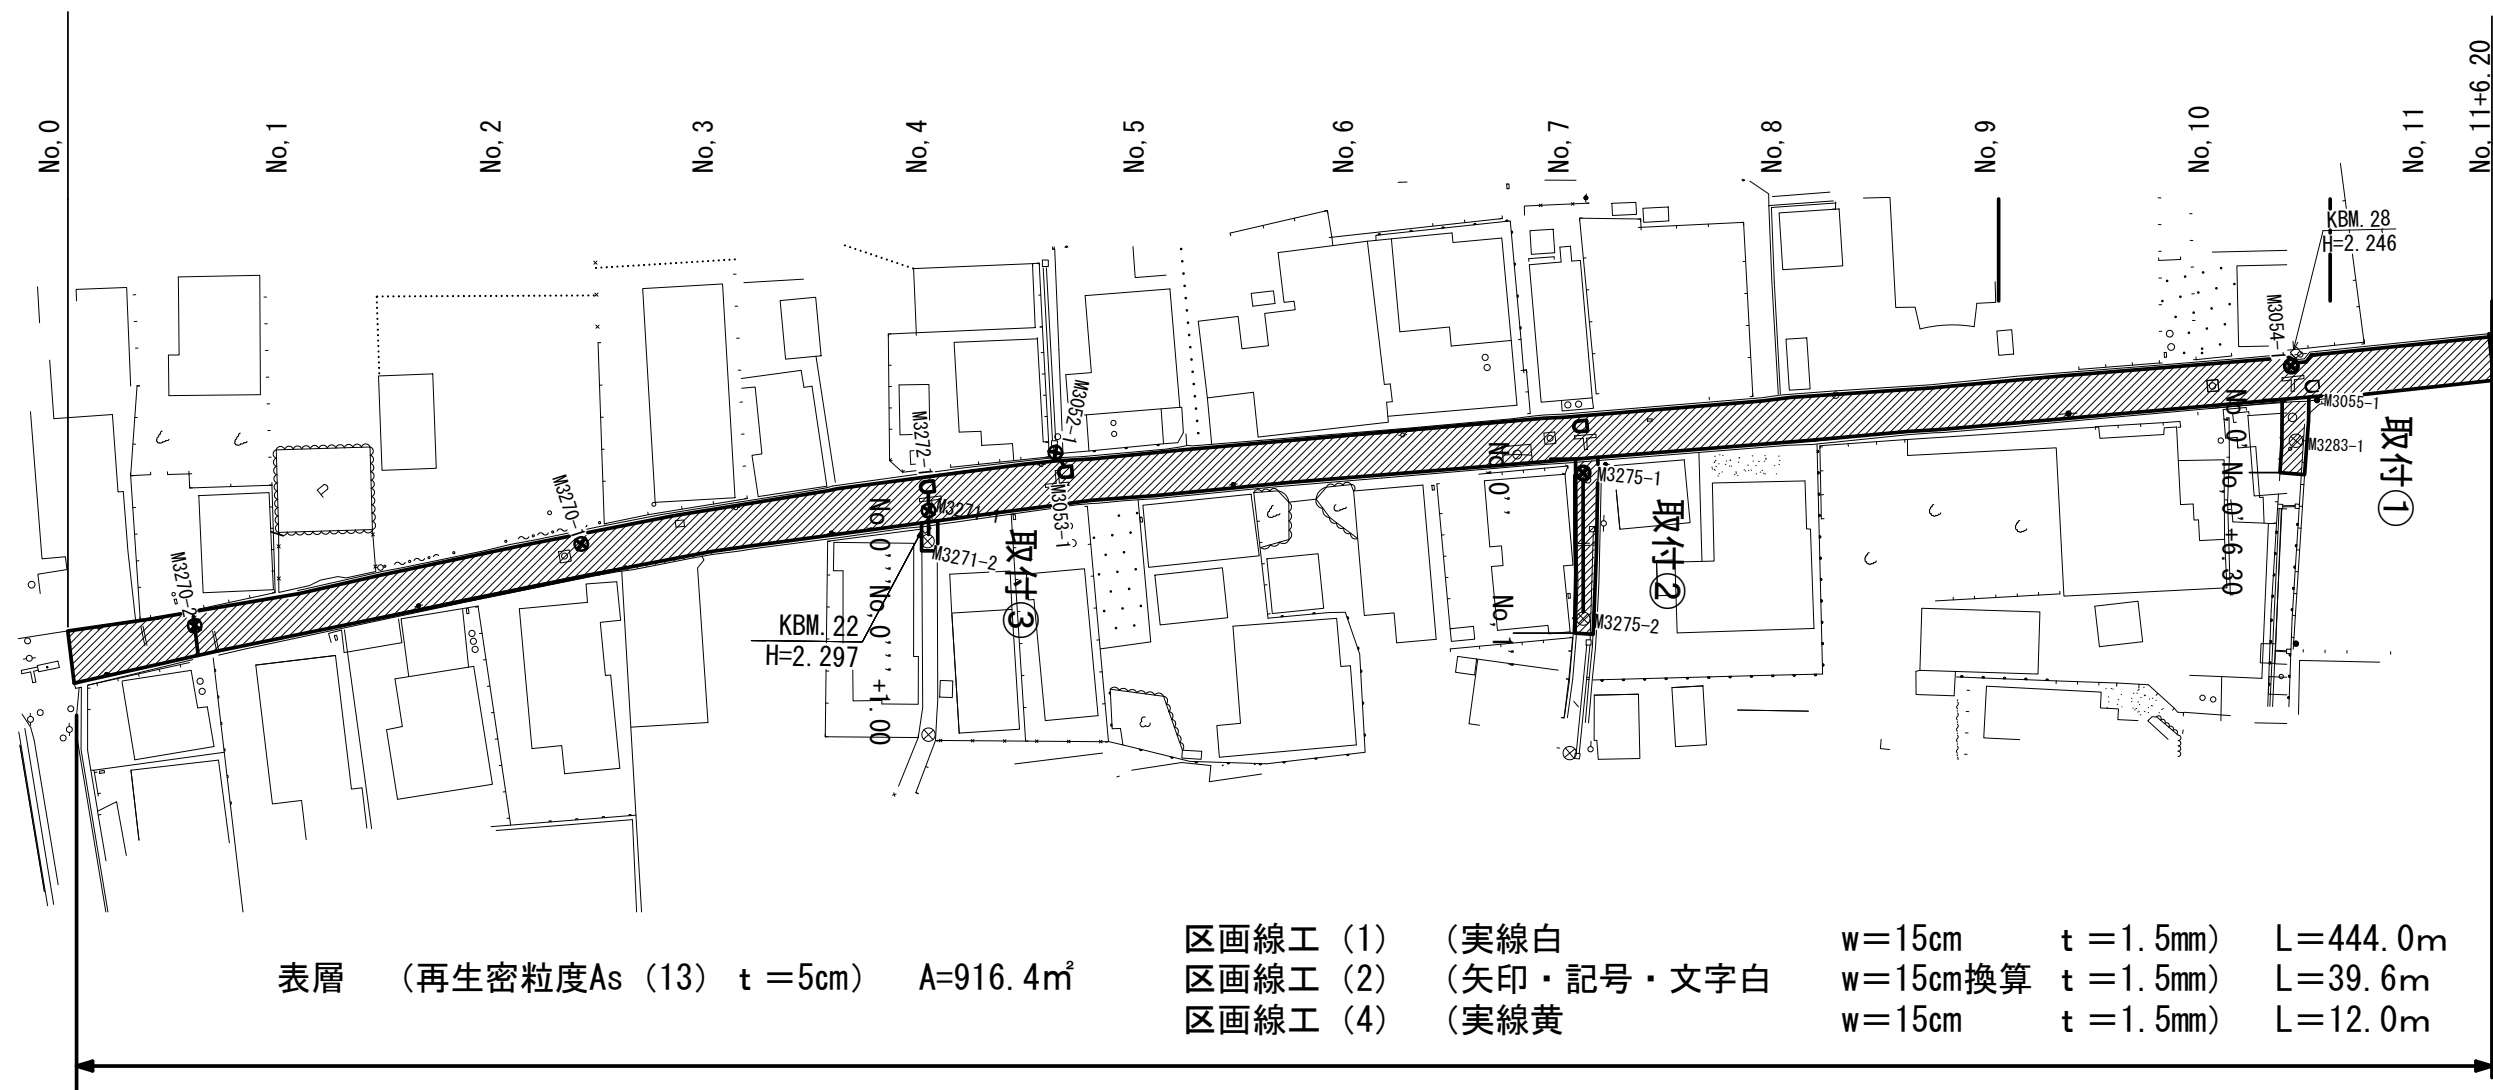 No,0
No,1
No,2
No,3
No,4
No,5
No,6
No,7
No,8
No,9
No,10
No,11
No,11+6.20
KBM.28
H=2.246
M3054-1
M3055-1
M3283-1
取付①
No,0'
No,0'+6.30
M3052-1
M3053-1
M3272-1
M3271-1
M3271-2
取付③
No,0'''
No,0'''+1.00
KBM.22
H=2.297
M3275-1
M3275-2
取付②
No,0''
No,1''
M3270-1
M3270-2
表層 (再生密粒度As (13) t=5cm) A=916.4㎡
区画線工 (1) (実線白 w=15cm t=1.5mm) L=444.0m
区画線工 (2) (矢印・記号・文字白 w=15cm換算 t=1.5mm) L=39.6m
区画線工 (4) (実線黄 w=15cm t=1.5mm) L=12.0m